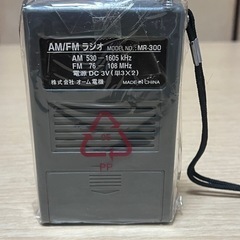 AM/FM ラジオ MODEL NO.: MR-300
AM 530 - 1605 kHz
FM 76 - 108 MHz
電源 DC 3V (単3×2)
株式会社 オーム電機 MADE IN CHINA
PP